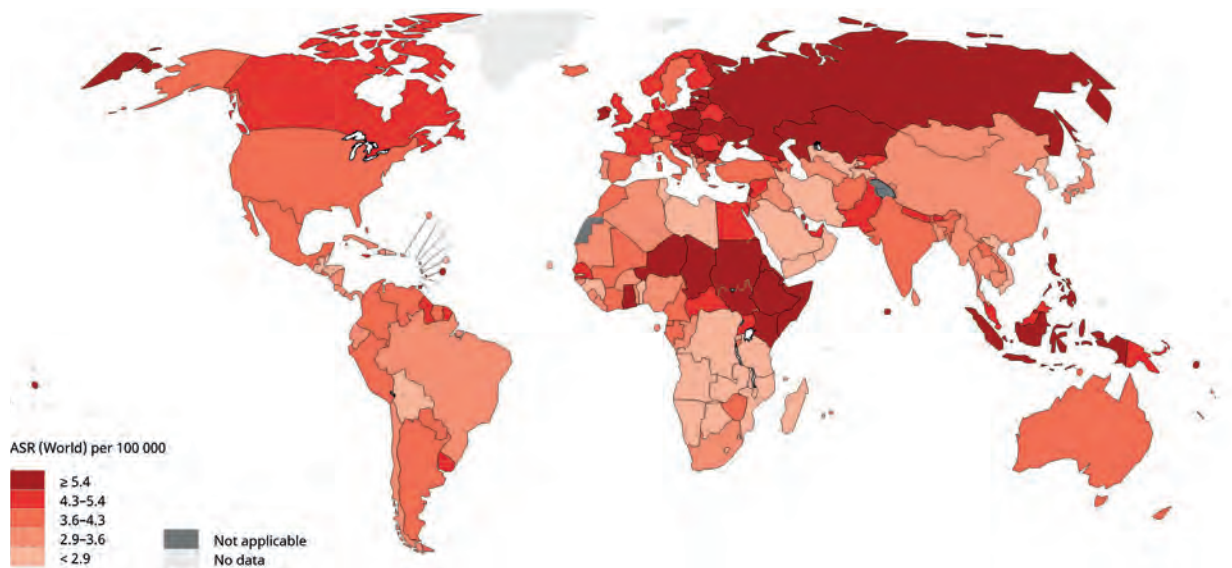 ASR (World) per 100 000
≥ 5.4
4.3–5.4
3.6–4.3
2.9–3.6
< 2.9
Not applicable
No data